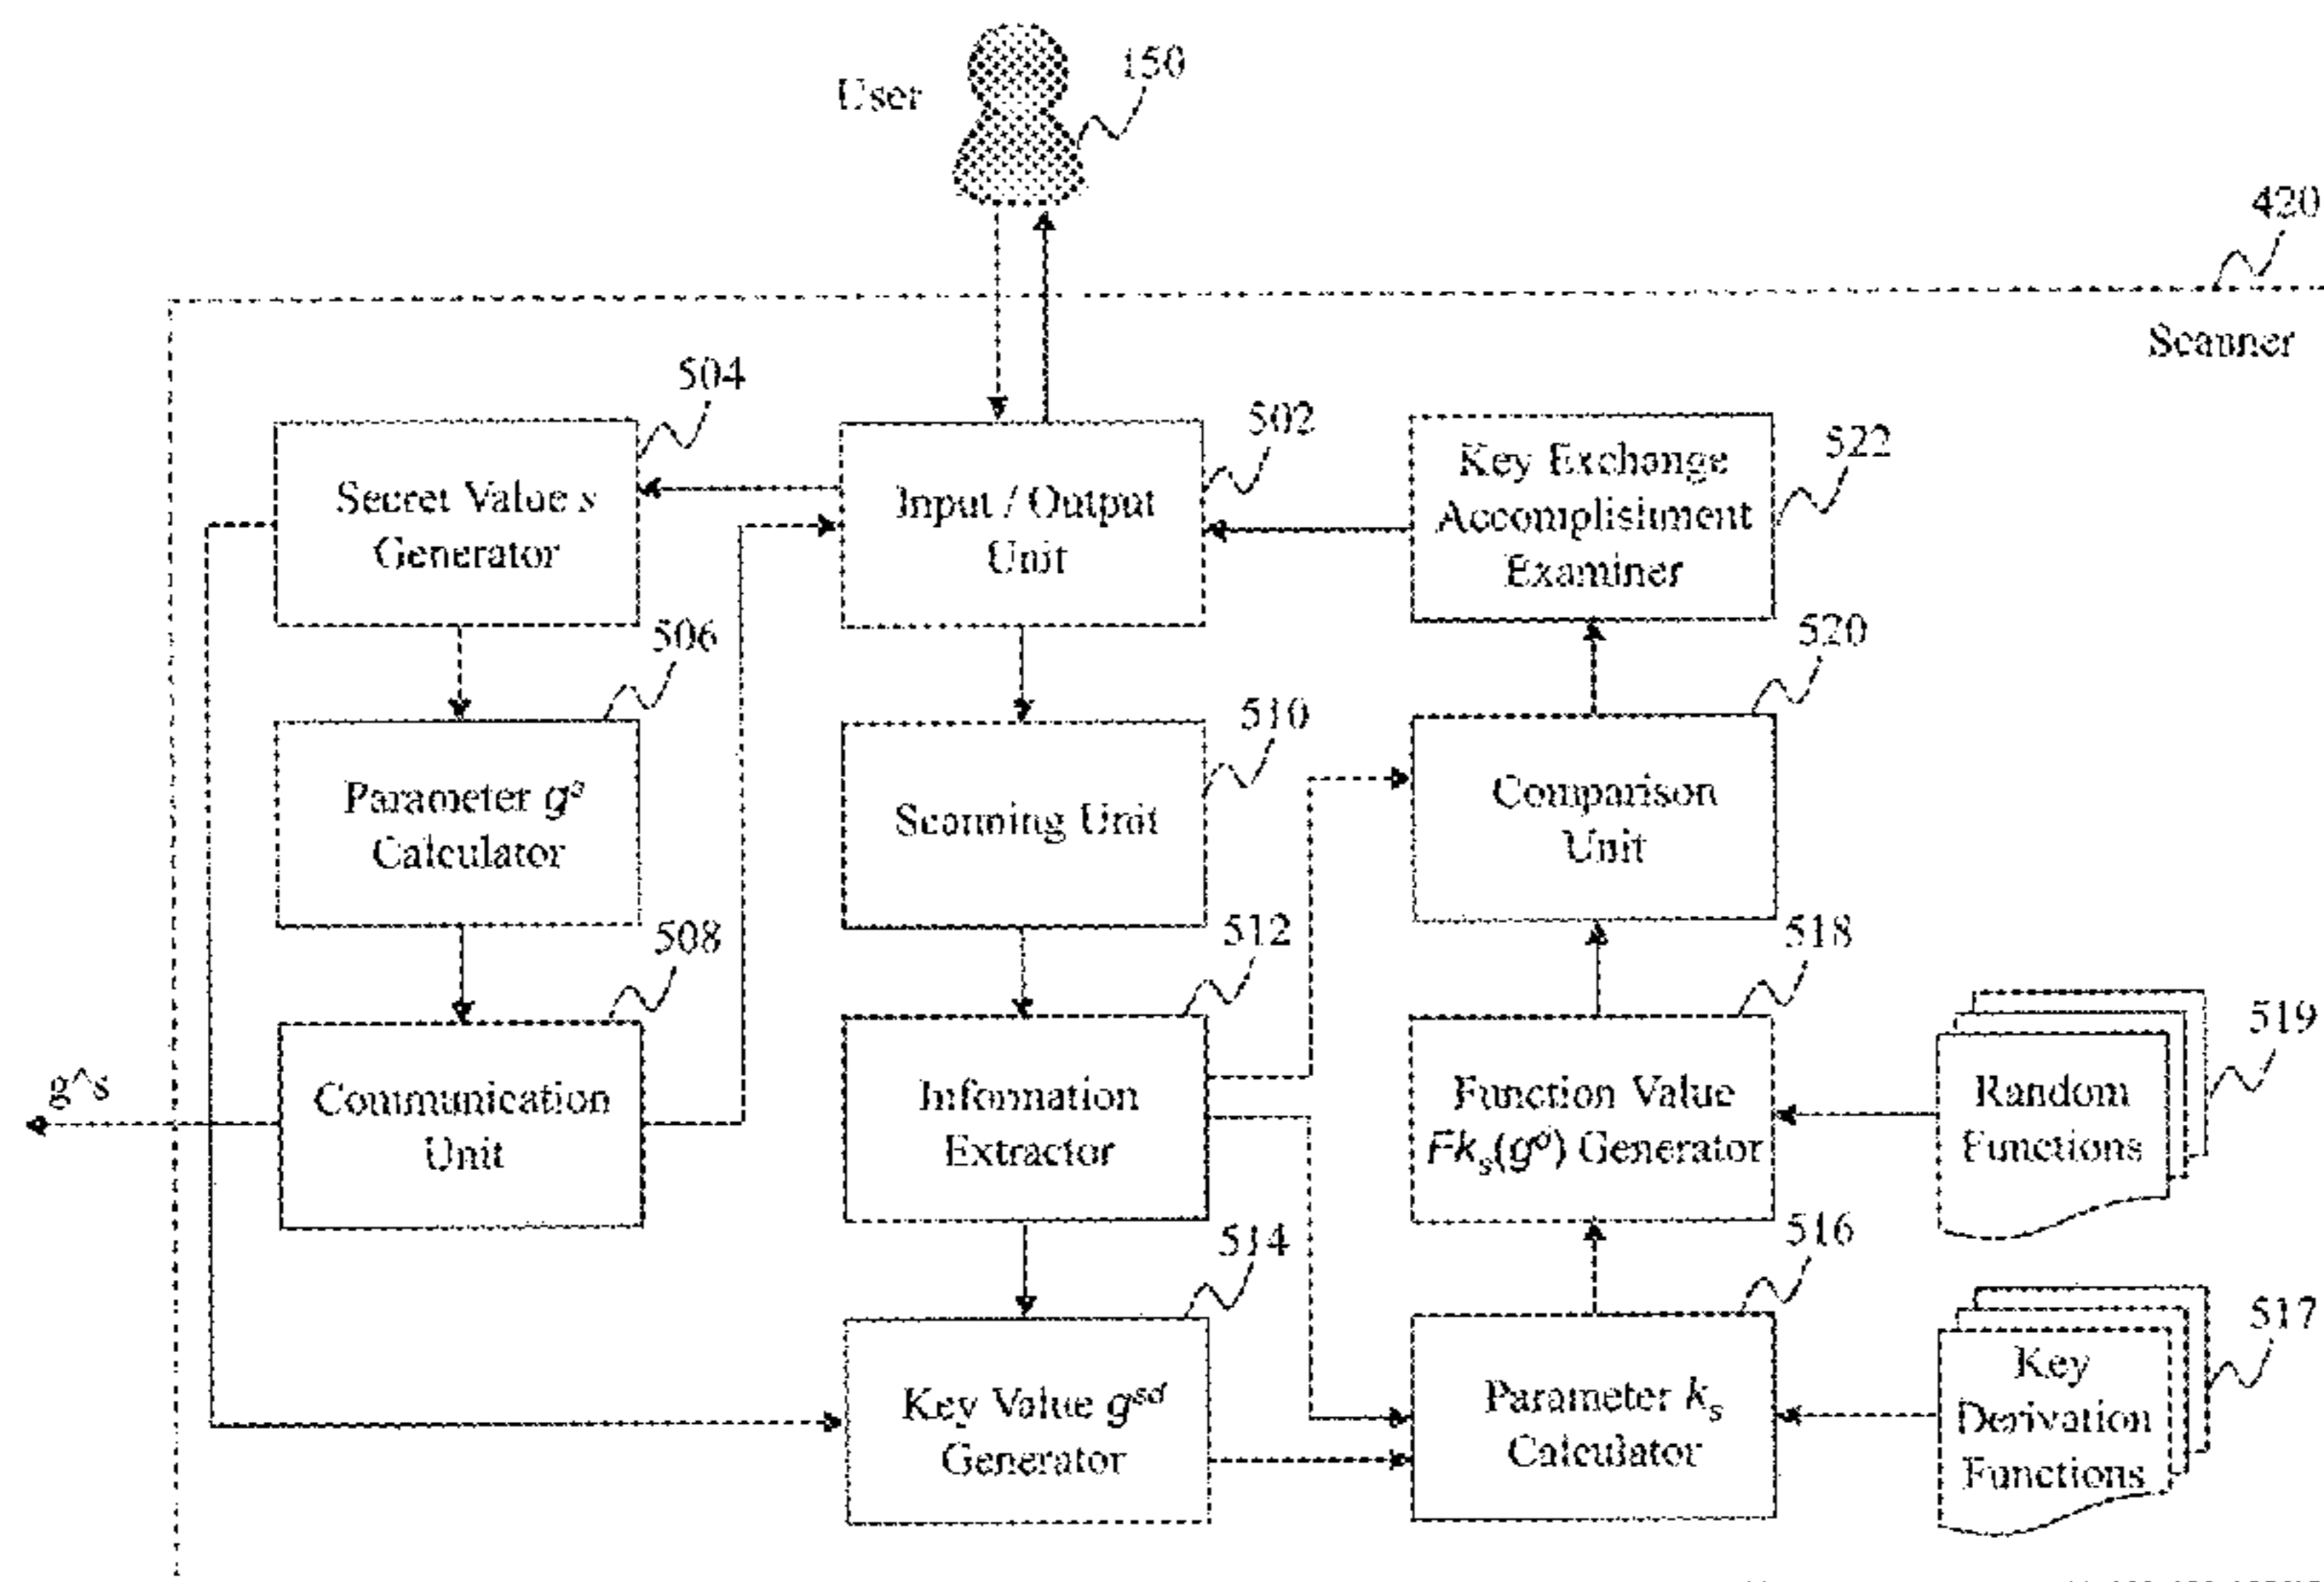 User
150
420
Scanner
504
502
522
Secret Value s
Generator
Input / Output
Unit
Key Exchange
Accomplishment
Examiner
506
510
520
Parameter g^s
Calculator
Scanning Unit
Comparison
Unit
508
512
518
519
g^s
Communication
Unit
Information
Extractor
Function Value
Fk_s(g^d) Generator
Random
Functions
514
516
517
Key Value g^sd
Generator
Parameter k_s
Calculator
Key
Derivation
Functions